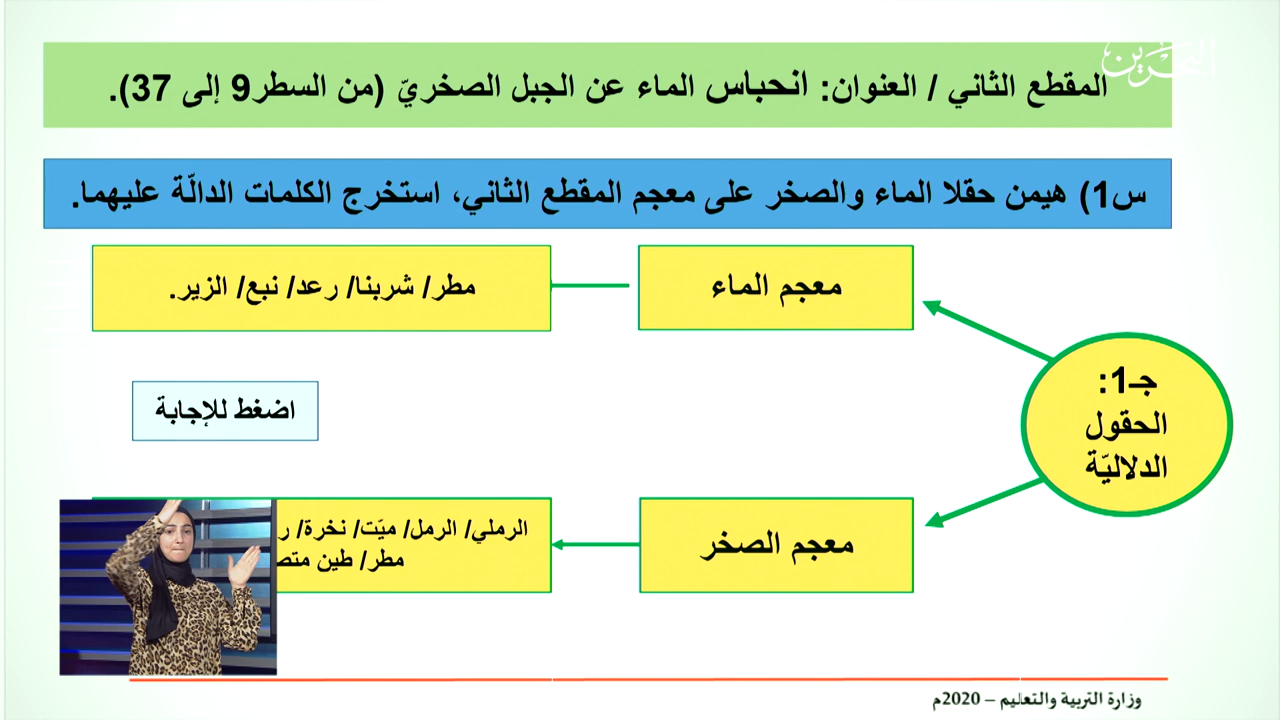 البحرين
المقطع الثاني / العنوان: انحباس الماء عن الجبل الصخريّ (من السطر9 إلى 37).
س1) هيمن حقلا الماء والصخر على معجم المقطع الثاني، استخرج الكلمات الدالّة عليهما.
معجم الماء
مطر/ شربنا/ رعد/ نبع/ الزير.
جـ1:
الحقول
الدلاليّة
اضغط للإجابة
معجم الصخر
الرملي/ الرمل/ ميّت/ نخرة/
مطر/ طين
وزارة التربية والتعليم – 2020م